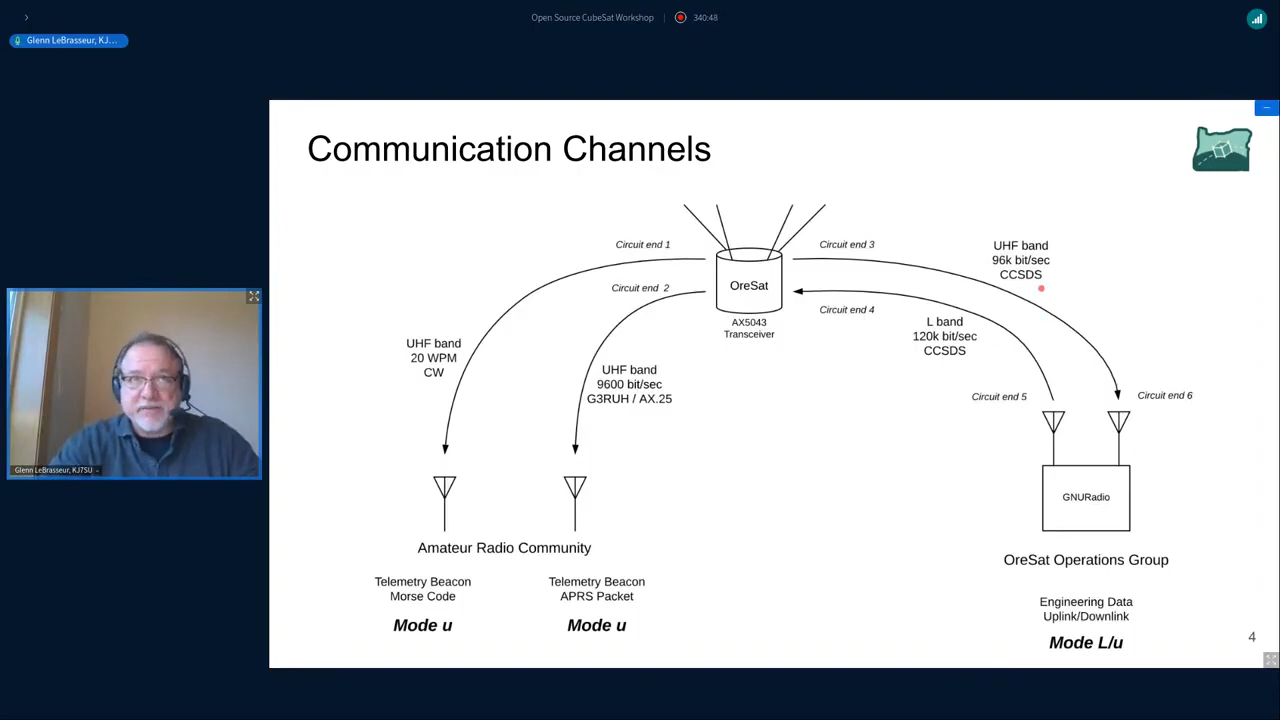 Open Source CubeSat Workshop
340:48
Glenn LeBrasseur, KJ...
Communication Channels
Circuit end 1
Circuit end 3
UHF band
96k bit/sec
CCSDS
Circuit end 2
OreSat
Circuit end 4
AX5043
Transceiver
L band
120k bit/sec
CCSDS
UHF band
20 WPM
CW
UHF band
9600 bit/sec
G3RUH / AX.25
Circuit end 5
Circuit end 6
Glenn LeBrasseur, KJ7SU
GNURadio
Amateur Radio Community
OreSat Operations Group
Telemetry Beacon
Morse Code
Telemetry Beacon
APRS Packet
Engineering Data
Uplink/Downlink
Mode u
Mode u
Mode L/u
4